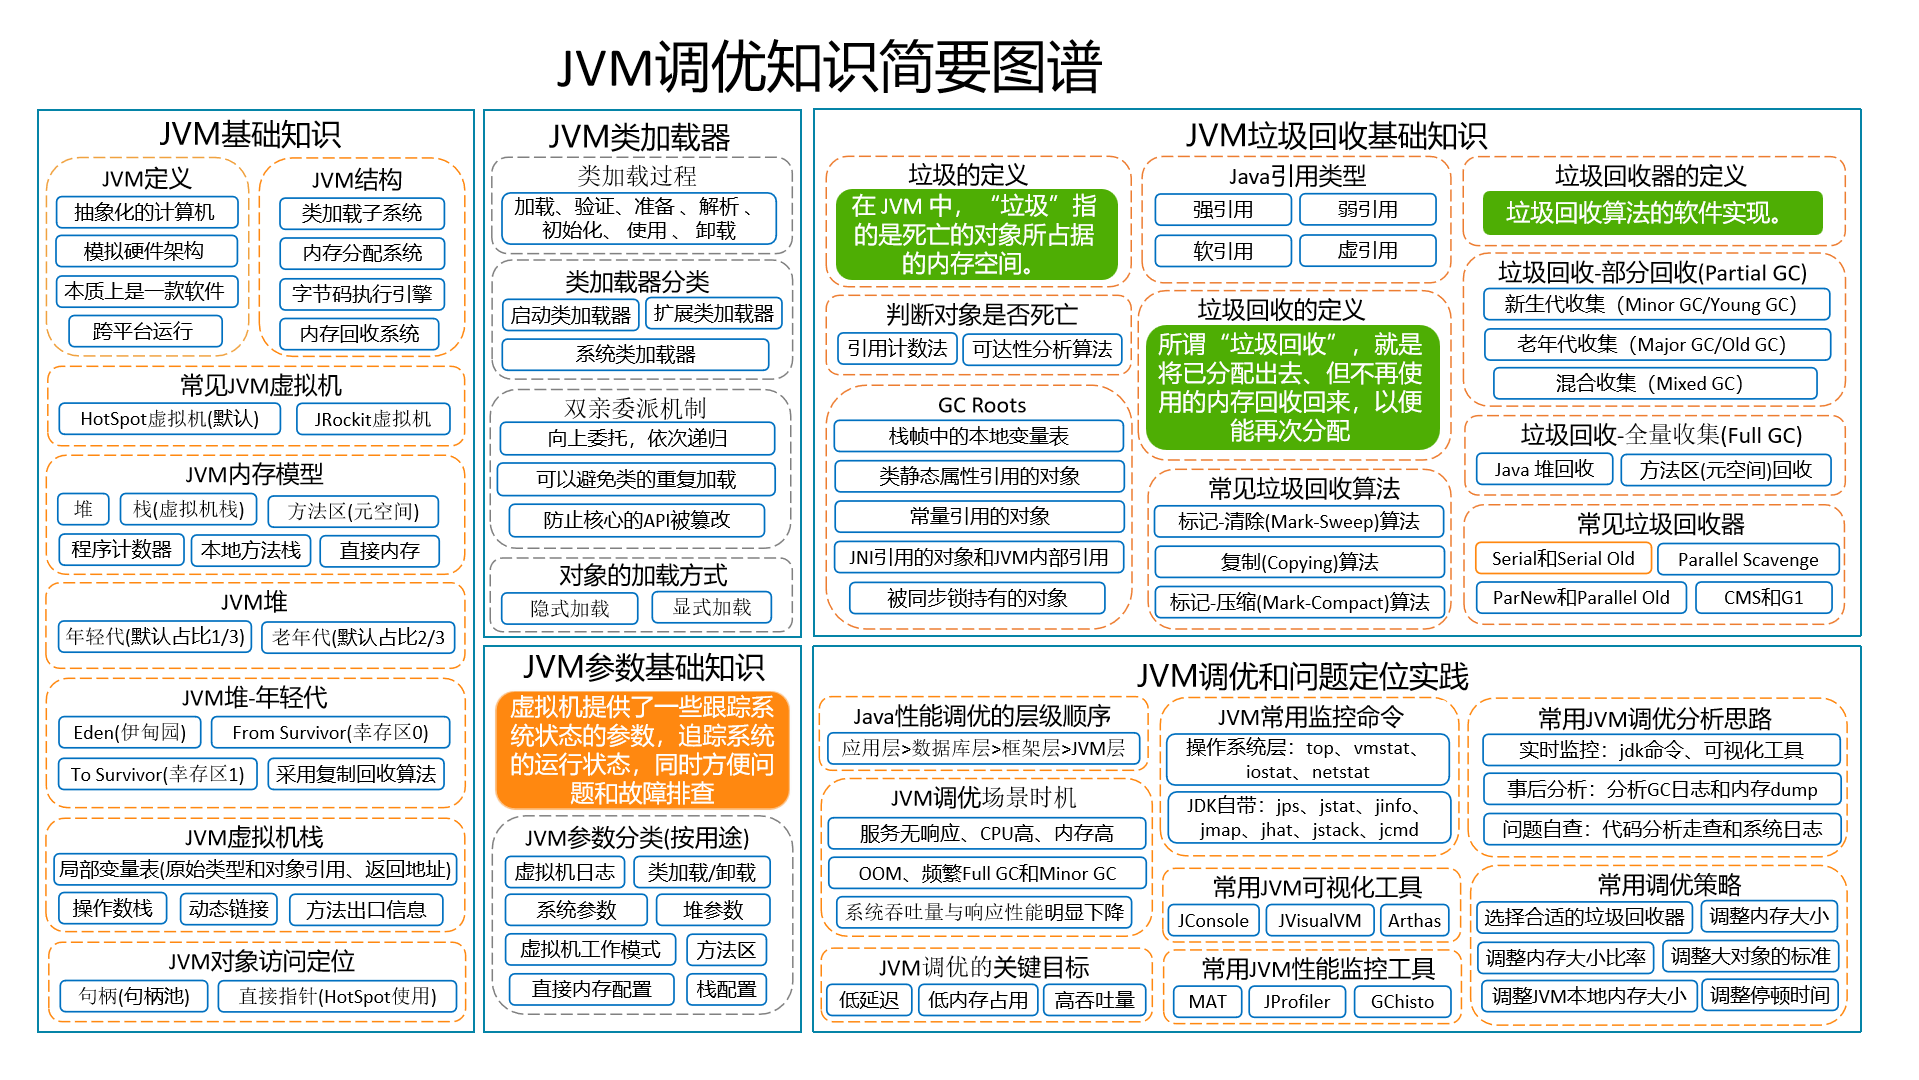 JVM调优知识简要图谱
JVM基础知识
JVM定义
抽象化的计算机
模拟硬件架构
本质上是一款软件
跨平台运行
JVM结构
类加载子系统
内存分配系统
字节码执行引擎
内存回收系统
常见JVM虚拟机
HotSpot虚拟机(默认)
JRockit虚拟机
JVM内存模型
堆
栈(虚拟机栈)
方法区(元空间)
程序计数器
本地方法栈
直接内存
JVM堆
年轻代(默认占比1/3)
老年代(默认占比2/3
JVM堆-年轻代
Eden(伊甸园)
From Survivor(幸存区0)
To Survivor(幸存区1)
采用复制回收算法
JVM虚拟机栈
局部变量表(原始类型和对象引用、返回地址)
操作数栈
动态链接
方法出口信息
JVM对象访问定位
句柄(句柄池)
直接指针(HotSpot使用)
JVM类加载器
类加载过程
加载、验证、准备 、解析 、
初始化、 使用 、 卸载
类加载器分类
启动类加载器
扩展类加载器
系统类加载器
双亲委派机制
向上委托，依次递归
可以避免类的重复加载
防止核心的API被篡改
对象的加载方式
隐式加载
显式加载
JVM参数基础知识
虚拟机提供了一些跟踪系
统状态的参数，追踪系统
的运行状态，同时方便问
题和故障排查
JVM参数分类(按用途)
虚拟机日志
类加载/卸载
系统参数
堆参数
虚拟机工作模式
方法区
直接内存配置
栈配置
JVM垃圾回收基础知识
垃圾的定义
在 JVM 中，“垃圾”指
的是死亡的对象所占据
的内存空间。
判断对象是否死亡
引用计数法
可达性分析算法
GC Roots
栈帧中的本地变量表
类静态属性引用的对象
常量引用的对象
JNI引用的对象和JVM内部引用
被同步锁持有的对象
Java引用类型
强引用
弱引用
软引用
虚引用
垃圾回收的定义
所谓“垃圾回收”，就是
将已分配出去、但不再使
用的内存回收回来，以便
能再次分配
常见垃圾回收算法
标记-清除(Mark-Sweep)算法
复制(Copying)算法
标记-压缩(Mark-Compact)算法
垃圾回收器的定义
垃圾回收算法的软件实现。
垃圾回收-部分回收(Partial GC)
新生代收集（Minor GC/Young GC）
老年代收集（Major GC/Old GC）
混合收集（Mixed GC）
垃圾回收-全量收集(Full GC)
Java 堆回收
方法区(元空间)回收
常见垃圾回收器
Serial和Serial Old
Parallel Scavenge
ParNew和Parallel Old
CMS和G1
JVM调优和问题定位实践
Java性能调优的层级顺序
应用层>数据库层>框架层>JVM层
JVM调优场景时机
服务无响应、CPU高、内存高
OOM、频繁Full GC和Minor GC
系统吞吐量与响应性能明显下降
JVM调优的关键目标
低延迟
低内存占用
高吞吐量
JVM常用监控命令
操作系统层：top、vmstat、
iostat、netstat
JDK自带：jps、jstat、jinfo、
jmap、jhat、jstack、jcmd
常用JVM可视化工具
JConsole
JVisualVM
Arthas
常用JVM性能监控工具
MAT
JProfiler
GChisto
常用JVM调优分析思路
实时监控：jdk命令、可视化工具
事后分析：分析GC日志和内存dump
问题自查：代码分析走查和系统日志
常用调优策略
选择合适的垃圾回收器
调整内存大小
调整内存大小比率
调整大对象的标准
调整JVM本地内存大小
调整停顿时间